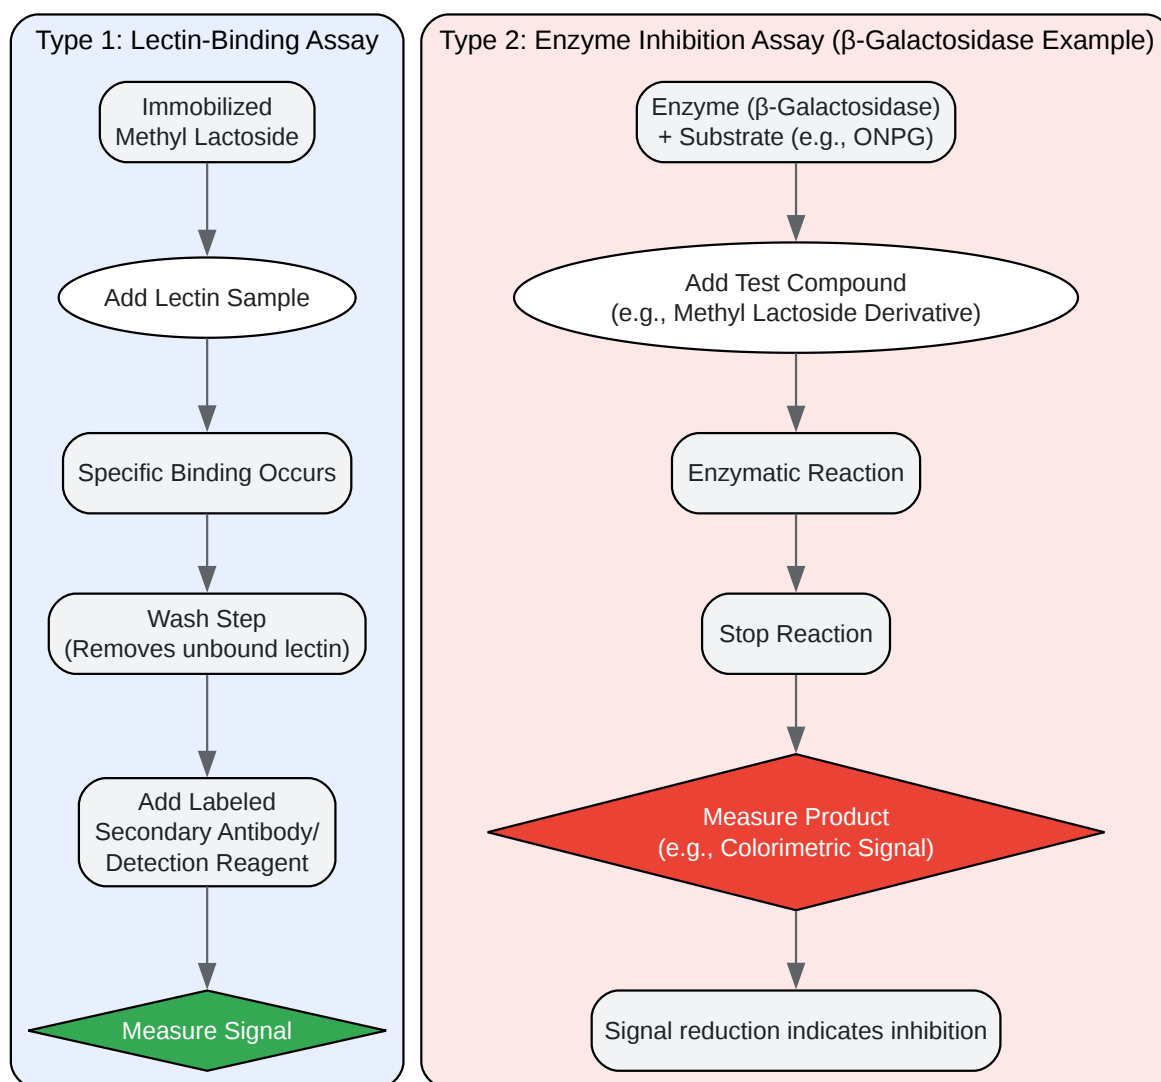 Type 1: Lectin-Binding Assay
Immobilized
Methyl Lactoside
Add Lectin Sample
Specific Binding Occurs
Wash Step
(Removes unbound lectin)
Add Labeled
Secondary Antibody/
Detection Reagent
Measure Signal
Type 2: Enzyme Inhibition Assay (β-Galactosidase Example)
Enzyme (β-Galactosidase)
+ Substrate (e.g., ONPG)
Add Test Compound
(e.g., Methyl Lactoside Derivative)
Enzymatic Reaction
Stop Reaction
Measure Product
(e.g., Colorimetric Signal)
Signal reduction indicates inhibition